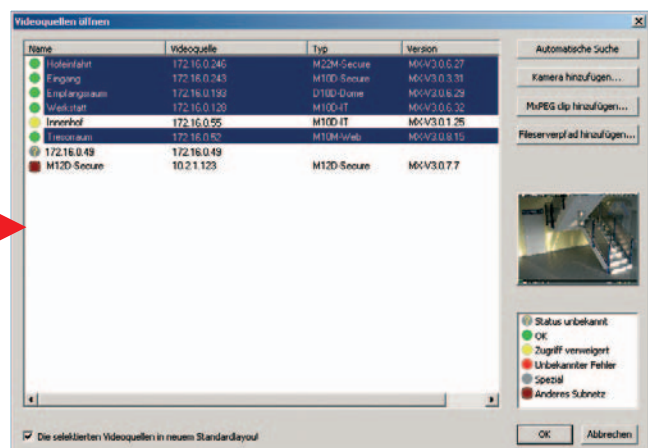 Videoquellen öffnen
Name Videoquelle Typ Version
Hofeinfahrt 172.16.0.246 M22M-Secure MX-V3.0.6.27
Eingang 172.16.0.243 M10D-Secure MX-V3.0.3.31
Empfangsraum 172.16.0.193 D10D-Dome MX-V3.0.6.29
Werkstatt 172.16.0.128 M10D-IT MX-V3.0.6.32
Innenhof 172.16.0.55 M10D-IT MX-V3.0.1.25
Tresorraum 172.16.0.52 M10M-Web MX-V3.0.8.15
172.16.0.49 172.16.0.49
M12D-Secure 10.2.1.123 M12D-Secure MX-V3.0.7.7
Automatische Suche
Kamera hinzufügen...
MxPEG clip hinzufügen...
Fileserverpfad hinzufügen...
Status unbekannt
OK
Zugriff verweigert
Unbekannter Fehler
Spezial
Anderes Subnetz
Die selektierten Videoquellen in neuem Standardlayout
OK Abbrechen